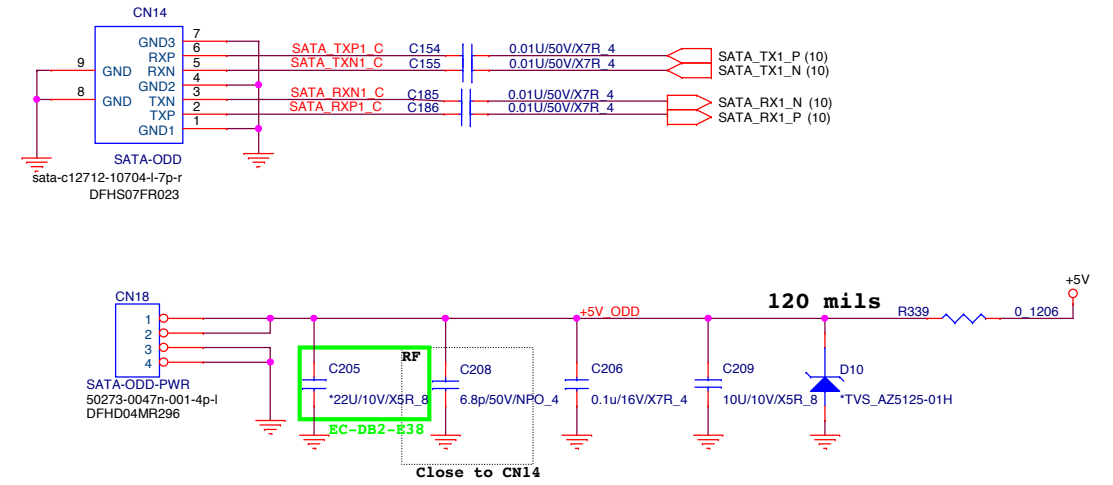 CN14
GND3 7
RXP 6 SATA_TXP1_C C154 0.01U/50V/X7R_4 SATA_TX1_P (10)
9 GND RXN 5 SATA_TXN1_C C155 0.01U/50V/X7R_4 SATA_TX1_N (10)
GND2 4
8 GND TXN 3 SATA_RXN1_C C185 0.01U/50V/X7R_4 SATA_RX1_N (10)
TXP 2 SATA_RXP1_C C186 0.01U/50V/X7R_4 SATA_RX1_P (10)
GND1 1
SATA-ODD
sata-c12712-10704-l-7p-r
DFHS07FR023
+5V
CN18
120 mils
1 +5V_ODD R339 0_1206
2
3
4
RF
C205 C208 C206 C209 D10
SATA-ODD-PWR
50273-0047n-001-4p-l
DFHD04MR296
*22U/10V/X5R_8 6.8p/50V/NPO_4 0.1u/16V/X7R_4 10U/10V/X5R_8 *TVS_AZ5125-01H
EC-DB2-E38
Close to CN14